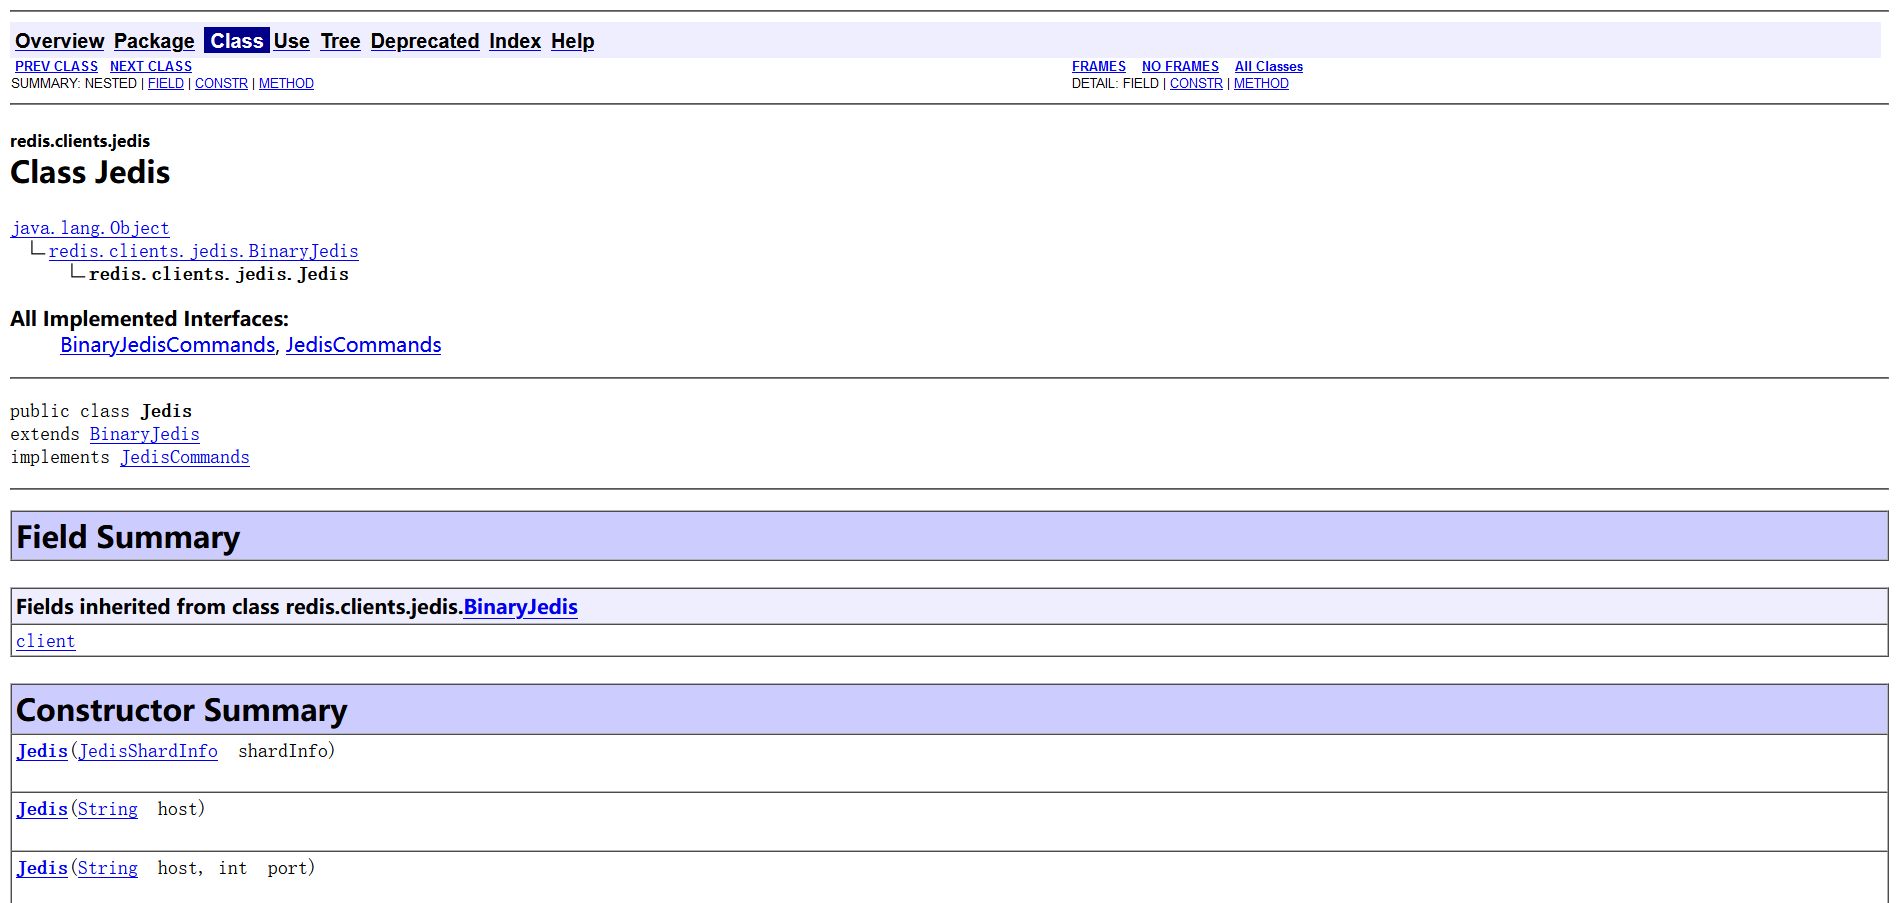 Overview Package Class Use Tree Deprecated Index Help
PREV CLASS NEXT CLASS FRAMES NO FRAMES All Classes
SUMMARY: NESTED | FIELD | CONSTR | METHOD DETAIL: FIELD | CONSTR | METHOD
redis.clients.jedis
Class Jedis
java.lang.Object
redis.clients.jedis.BinaryJedis
redis.clients.jedis.Jedis
All Implemented Interfaces:
BinaryJedisCommands, JedisCommands
public class Jedis
extends BinaryJedis
implements JedisCommands
Field Summary
Fields inherited from class redis.clients.jedis.BinaryJedis
client
Constructor Summary
Jedis(JedisShardInfo shardInfo)
Jedis(String host)
Jedis(String host, int port)